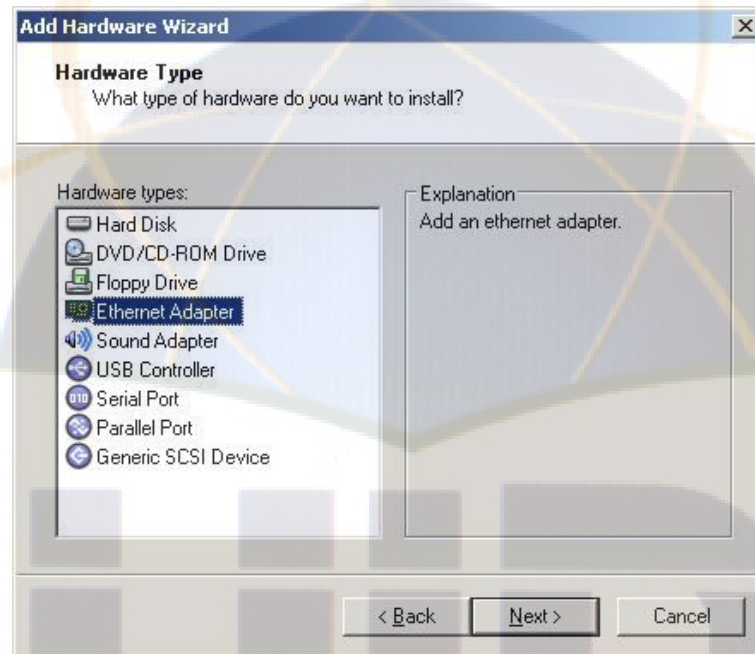 Add Hardware Wizard
Hardware Type
What type of hardware do you want to install?
Hardware types:
Hard Disk
DVD/CD-ROM Drive
Floppy Drive
Ethernet Adapter
Sound Adapter
USB Controller
Serial Port
Parallel Port
Generic SCSI Device
Explanation
Add an ethernet adapter.
< Back
Next >
Cancel